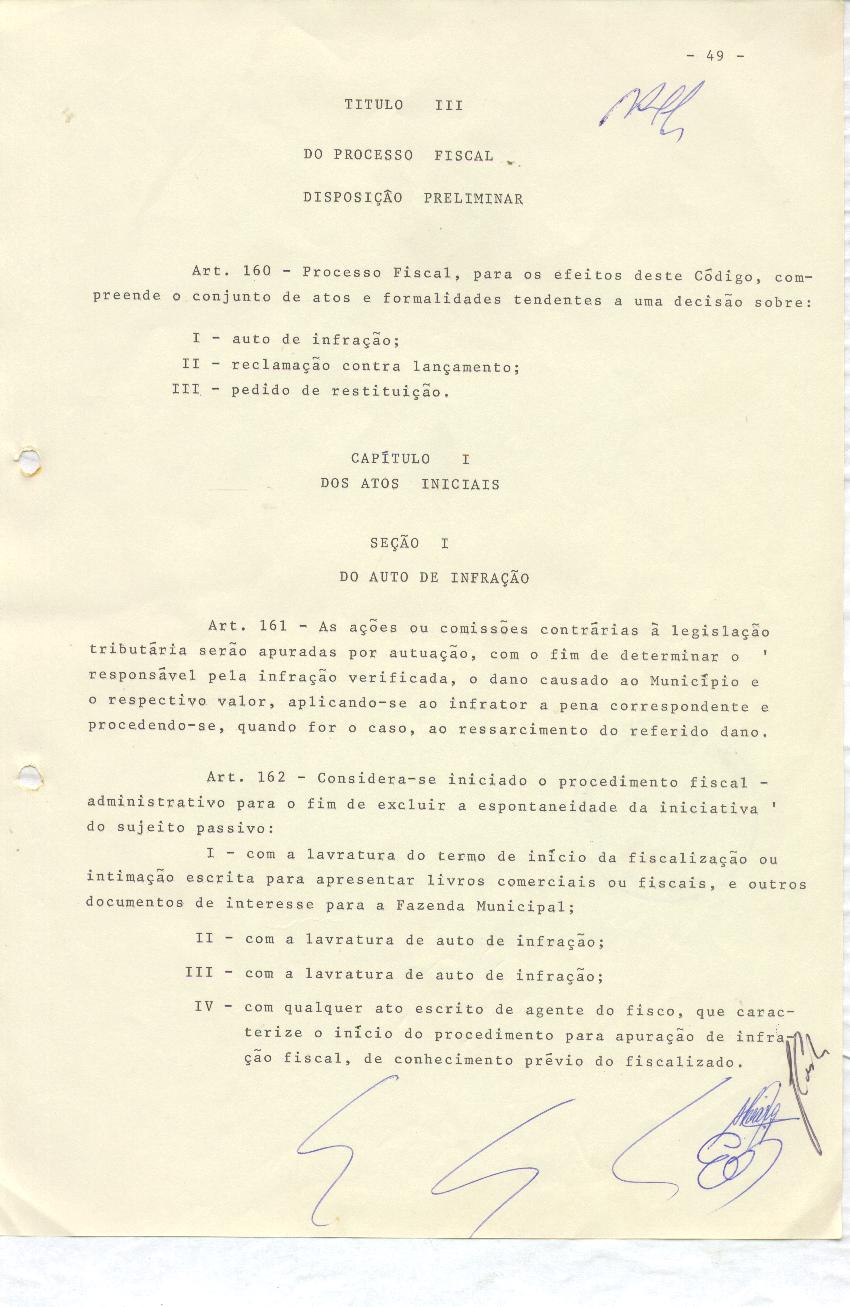 - 49 -
TITULO III
DO PROCESSO FISCAL
DISPOSIÇÃO PRELIMINAR
Art. 160 - Processo Fiscal, para os efeitos deste Código, com-
preende o conjunto de atos e formalidades tendentes a uma decisão sobre:
I - auto de infração;
II - reclamação contra lançamento;
III - pedido de restituição.
CAPÍTULO I
DOS ATOS INICIAIS
SEÇÃO I
DO AUTO DE INFRAÇÃO
Art. 161 - As ações ou comissões contrárias à legislação
tributária serão apuradas por autuação, com o fim de determinar o '
responsável pela infração verificada, o dano causado ao Município e
o respectivo valor, aplicando-se ao infrator a pena correspondente e
procedendo-se, quando for o caso, ao ressarcimento do referido dano.
Art. 162 - Considera-se iniciado o procedimento fiscal -
administrativo para o fim de excluir a espontaneidade da iniciativa '
do sujeito passivo:
I - com a lavratura do termo de início da fiscalização ou
intimação escrita para apresentar livros comerciais ou fiscais, e outros
documentos de interesse para a Fazenda Municipal;
II - com a lavratura de auto de infração;
III - com a lavratura de auto de infração;
IV - com qualquer ato escrito de agente do fisco, que carac-
terize o início do procedimento para apuração de infra-
ção fiscal, de conhecimento prévio do fiscalizado.